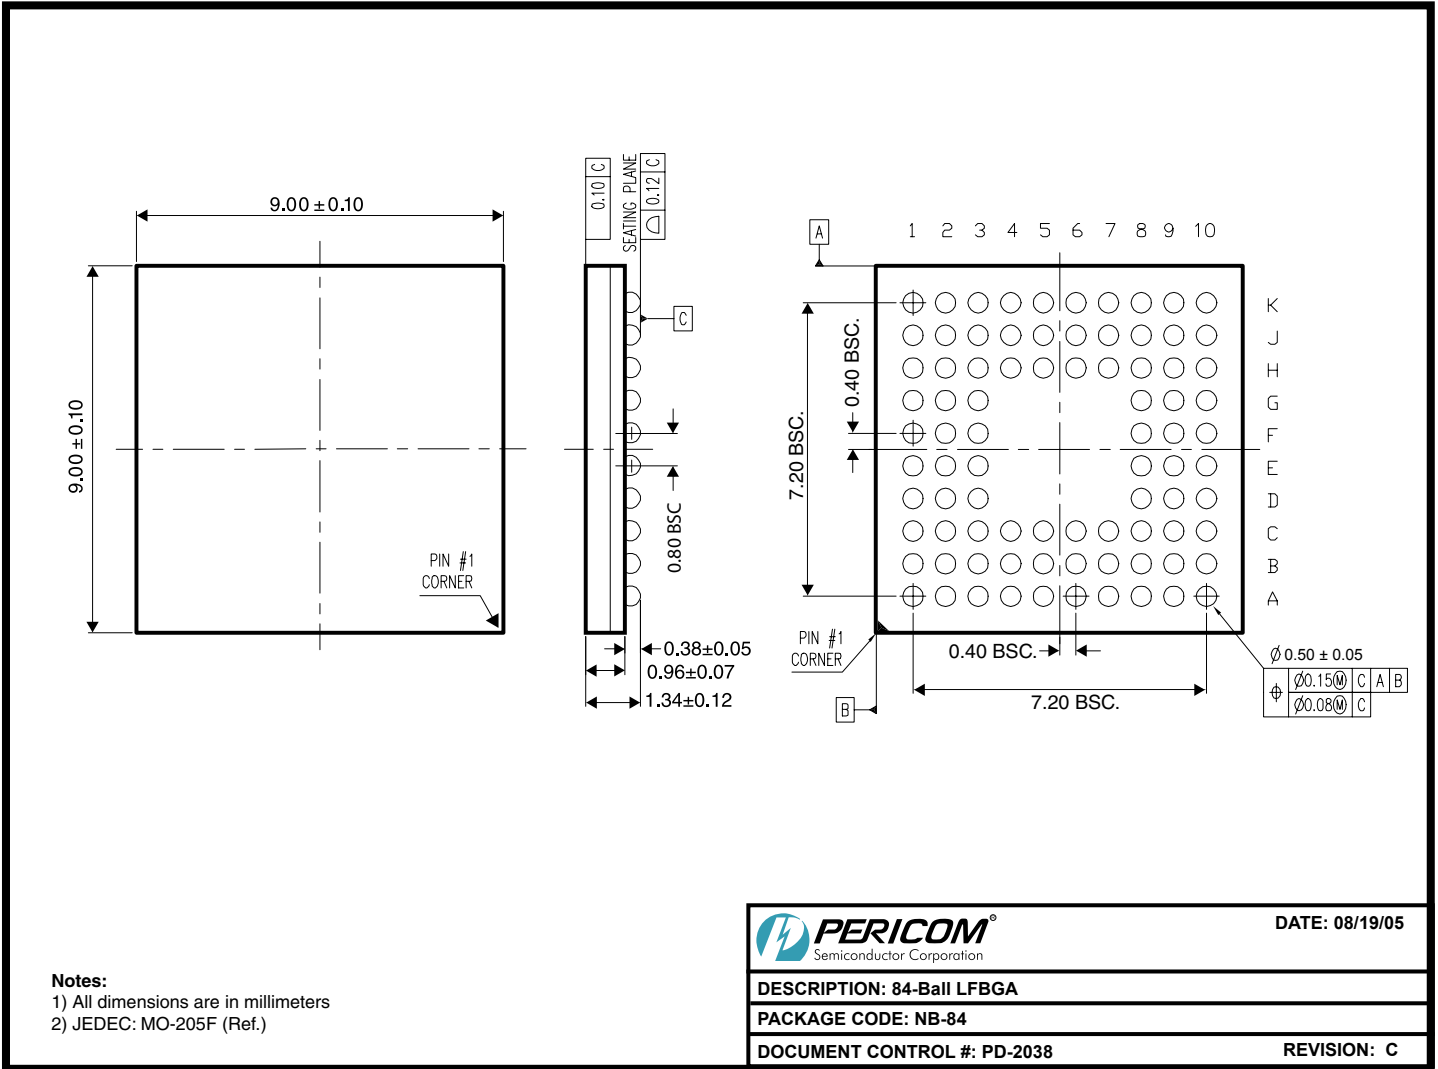 9.00 ± 0.10
9.00 ± 0.10
PIN #1
CORNER
0.10 C
SEATING PLANE
0.12 C
C
0.80 BSC
0.38±0.05
0.96±0.07
1.34±0.12
A
1 2 3 4 5 6 7 8 9 10
K
J
H
G
F
E
D
C
B
A
7.20 BSC.
0.40 BSC.
PIN #1
CORNER
B
0.40 BSC.
7.20 BSC.
Ø 0.50 ± 0.05
Ø0.15Ⓜ C A B
Ø0.08Ⓜ C
Notes:
1) All dimensions are in millimeters
2) JEDEC: MO-205F (Ref.)
PERICOM®
Semiconductor Corporation
DATE: 08/19/05
DESCRIPTION: 84-Ball LFBGA
PACKAGE CODE: NB-84
DOCUMENT CONTROL #: PD-2038
REVISION: C